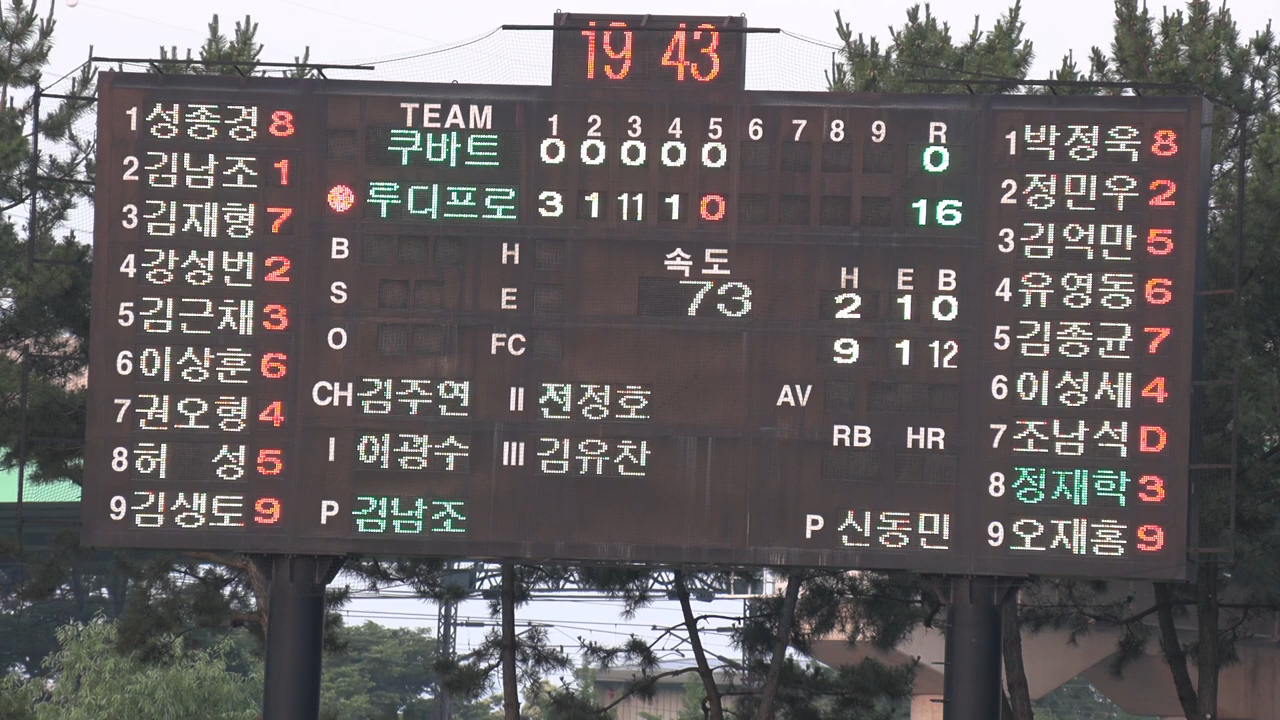 19 43
TEAM 1 2 3 4 5 6 7 8 9 R
쿠바트 0 0 0 0 0 0
루디프로 3 1 11 1 0 16
1 성종경 8
2 김남조 1
3 김재형 7
4 강성번 2
5 김근채 3
6 이상훈 6
7 권오형 4
8 허 성 5
9 김생토 9
B H 속도 H E B
S E 73 2 1 0
O FC 9 1 12
CH 김주연 II 전정호 AV
I 이광수 III 김유찬 RB HR
P 김남조 P 신동민
1 박정욱 8
2 정민우 2
3 김억만 5
4 유영동 6
5 김종균 7
6 이성세 4
7 조남석 D
8 정재학 3
9 오재홈 9